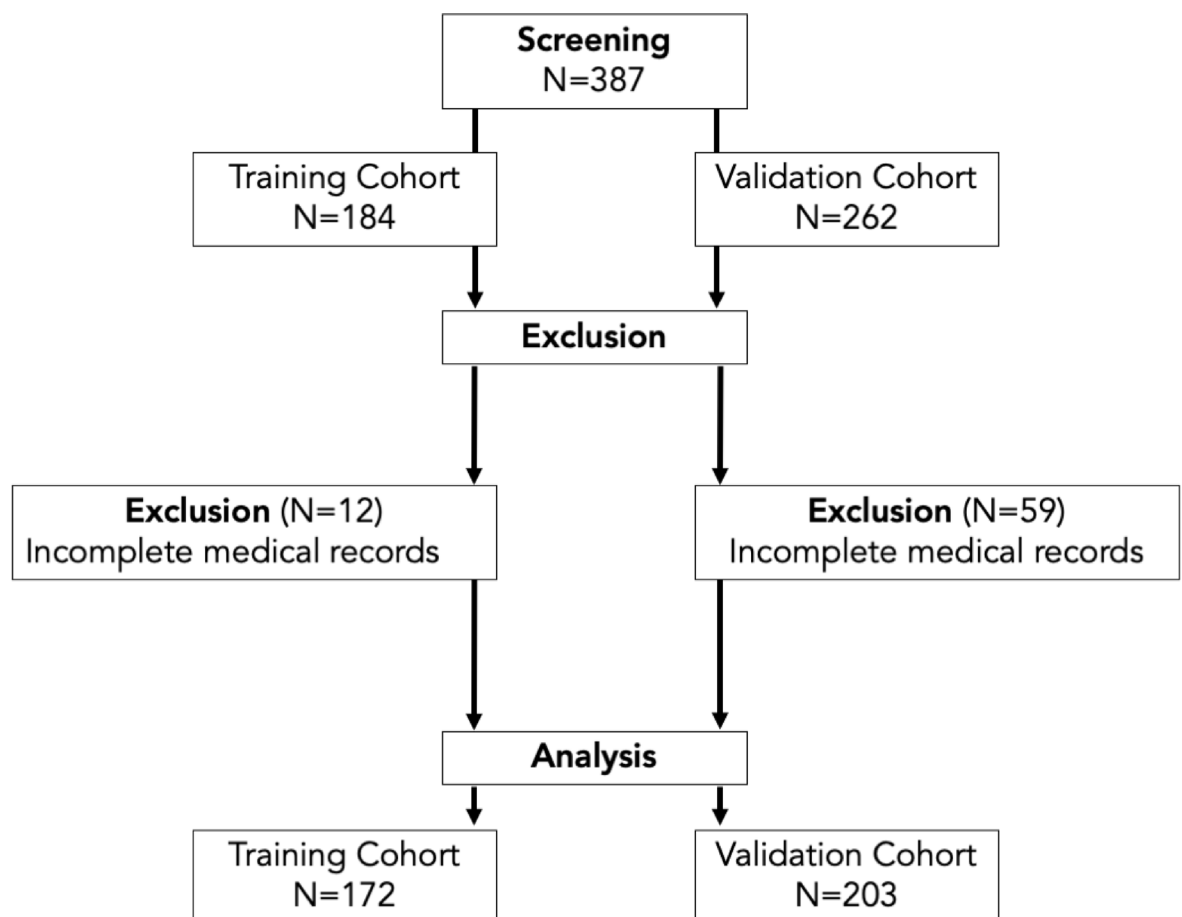 Screening
N=387
Training Cohort
N=184
Validation Cohort
N=262
Exclusion
Exclusion (N=12)
Incomplete medical records
Exclusion (N=59)
Incomplete medical records
Analysis
Training Cohort
N=172
Validation Cohort
N=203